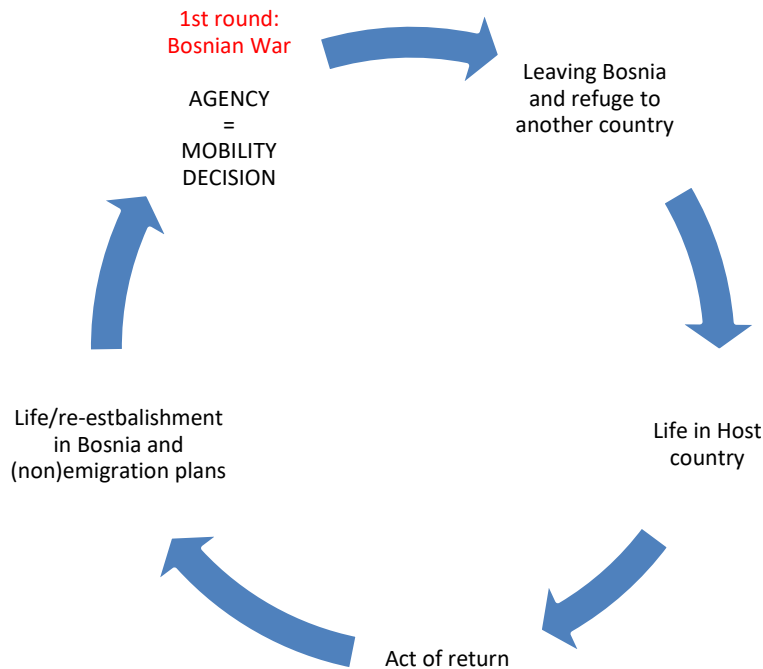 1st round:
Bosnian War
AGENCY
=
MOBILITY
DECISION
Leaving Bosnia
and refuge to
another country
Life in Host
country
Act of return
Life/re-estbalishment
in Bosnia and
(non)emigration plans